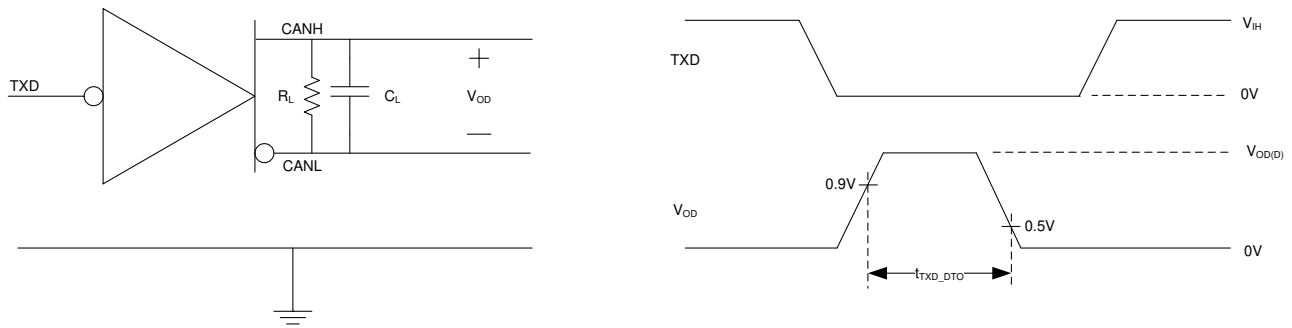 TXD
CANH
R_L
C_L
+
V_OD
—
CANL
TXD
V_IH
0V
V_OD(D)
0.9V
V_OD
0.5V
0V
t_TXD_DTO